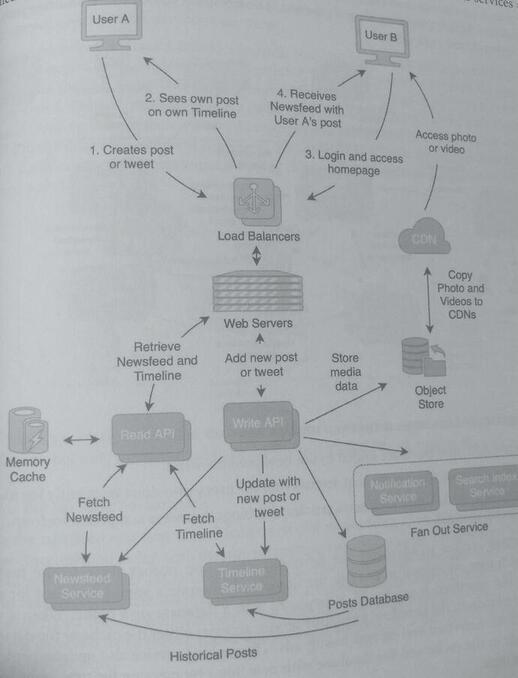 services
User A
User B
2. Sees own post
on own Timeline
4. Receives
Newsfeed with
User A's post
1. Creates post
or tweet
3. Login and access
homepage
Access photo
or video
Load Balancers
CDN
Copy
Photo and
Videos to
CDNs
Web Servers
Retrieve
Newsfeed and
Timeline
Add new post
or tweet
Store
media
data
Object
Store
Read API
Write API
Memory
Cache
Fetch
Newsfeed
Fetch
Timeline
Update with
new post or
tweet
Notification
Service
Search Index
Service
Fan Out Service
Newsfeed
Service
Timeline
Service
Posts Database
Historical Posts